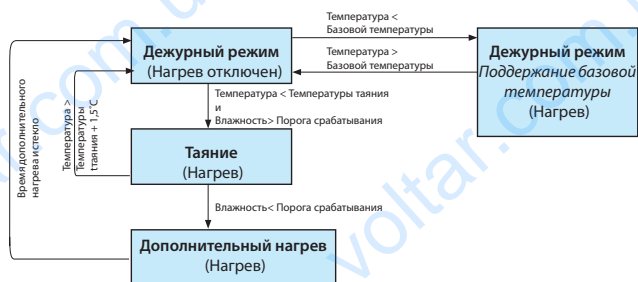 Температура <
Базовой температуры
Дежурный режим
(Нагрев отключен)
Температура >
Базовой температуры
Дежурный режим
Поддержание базовой
температуры
(Нагрев)
Температура < Температуры таяния
и
Влажность> Порога срабатывания
Время дополнительного
нагрева истекло
Температура >
Температуры
tтаяния + 1,5˚C
Таяние
(Нагрев)
Влажность< Порога срабатывания
Дополнительный нагрев
(Нагрев)
voltar.com.u